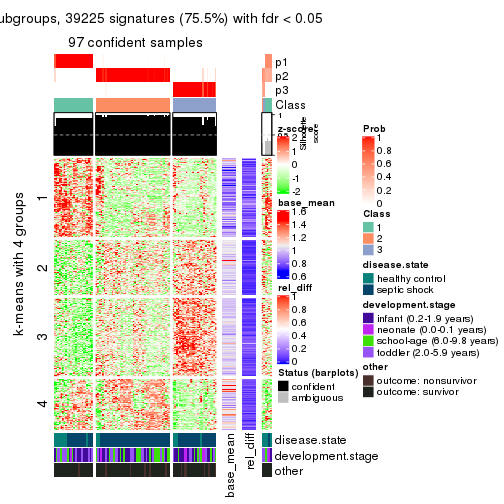 ubgroups, 39225 signatures (75.5%) with fdr < 0.05
97 confident samples
p1
p2
p3
Class
1
Silhouette
score
z-score
2
1
0
-1
-2
base_mean
1.6
1.4
1.2
1
0.8
0.6
rel_diff
1
0.8
0.6
0.4
0.2
0
Status (barplots)
confident
ambiguous
Prob
1
0.8
0.6
0.4
0.2
0
Class
1
2
3
disease.state
healthy control
septic shock
development.stage
infant (0.2-1.9 years)
neonate (0.0-0.1 years)
school-age (6.0-9.8 years)
toddler (2.0-5.9 years)
other
outcome: nonsurvivor
outcome: survivor
k-means with 4 groups
1
2
3
4
disease.state
development.stage
other
base_mean
rel_diff